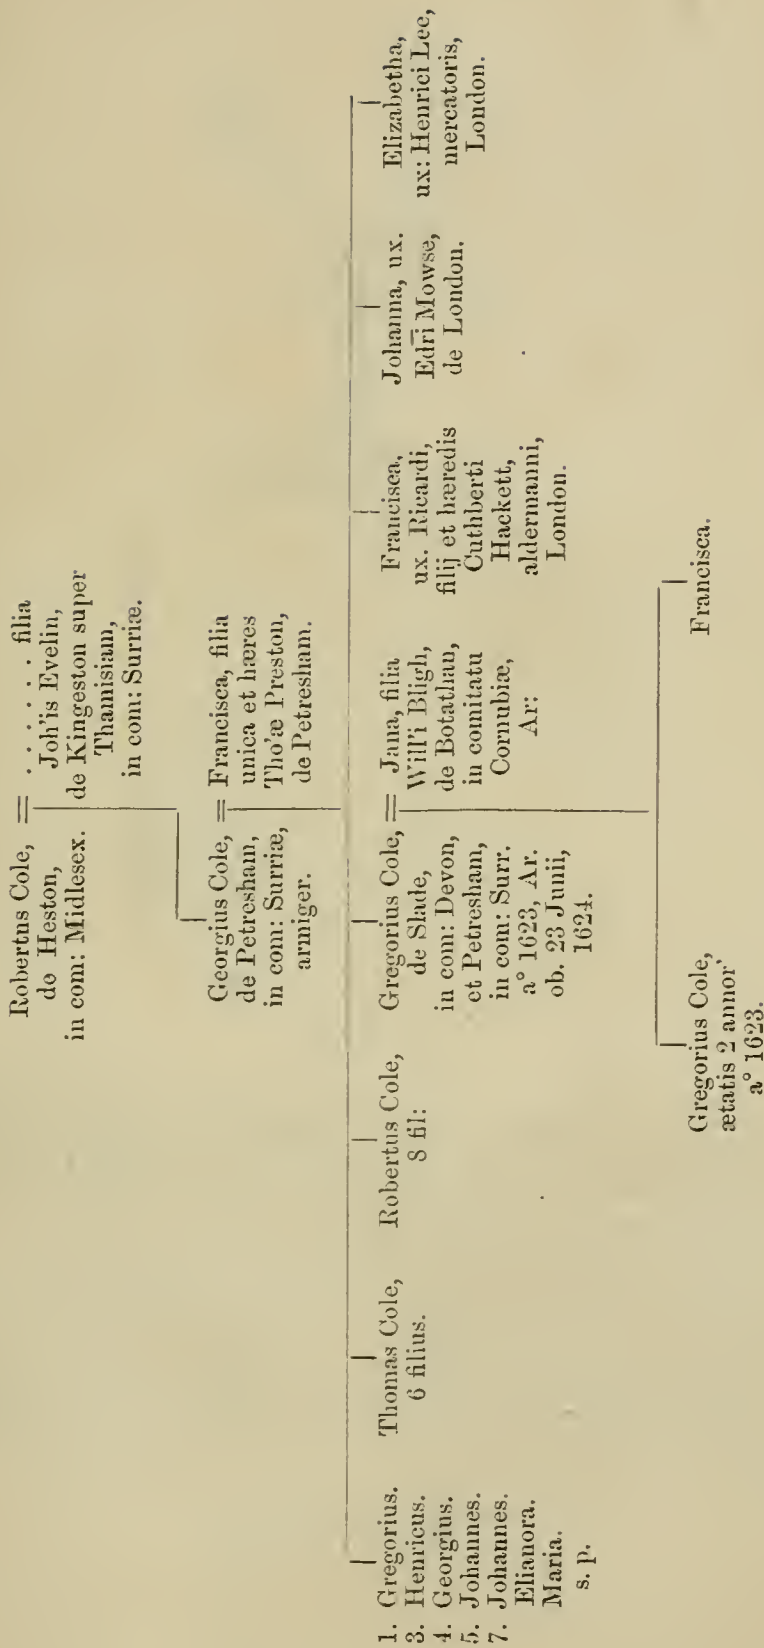 Robertus Cole,
de Heston,
in com: Midlesex.
=
. . . . . . filia
Joh'is Evelin,
de Kingeston super
Thamisiam,
in com: Surriæ.
Georgius Cole,
de Petresham,
in com: Surriæ,
armiger.
=
Francisca, filia
unica et hæres
Tho'æ Preston,
de Petresham.
1. Gregorius.
3. Henricus.
4. Georgius.
5. Johannes.
7. Johannes.
Elianora.
Maria.
s. p.
Thomas Cole,
6 filius.
Robertus Cole,
8 fil:
Gregorius Cole,
de Slade,
in com: Devon,
et Petresham,
in com: Surr.
a° 1623, Ar.
ob. 23 Junii,
1624.
=
Jana, filia
Will'i Bligh,
de Botathan,
in comitatu
Cornubiæ,
Ar:
Francisca,
ux. Ricardi,
filij et hæredis
Cuthberti
Hackett,
aldermanni,
London.
Johanna, ux.
Edr̄i Mowse,
de London.
Elizabetha,
ux: Henrici Lee,
mercatoris,
London.
Gregorius Cole,
ætatis 2 annor'
a° 1623.
Francisca.